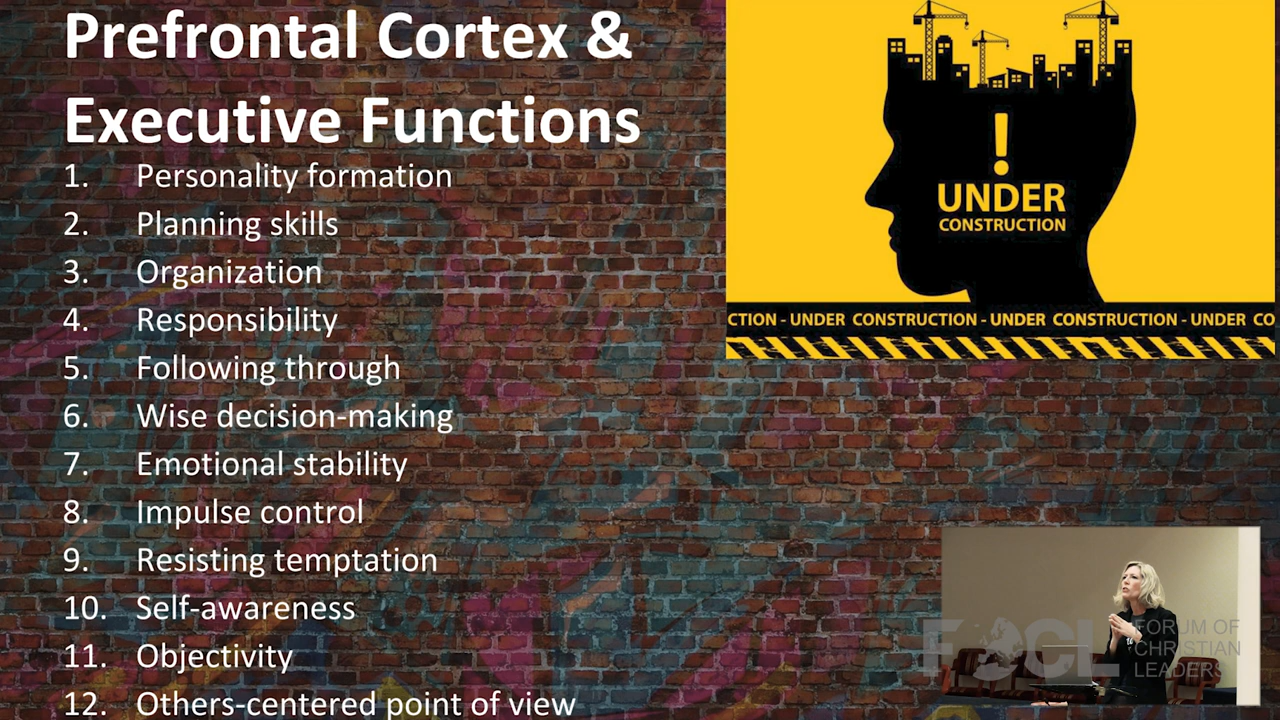 Prefrontal Cortex &
Executive Functions
1. Personality formation
2. Planning skills
3. Organization
4. Responsibility
5. Following through
6. Wise decision-making
7. Emotional stability
8. Impulse control
9. Resisting temptation
10. Self-awareness
11. Objectivity
12. Others-centered point of view
!
UNDER
CONSTRUCTION
CTION - UNDER CONSTRUCTION - UNDER CONSTRUCTION - UNDER CO
FOCL
FORUM OF
CHRISTIAN
LEADERS